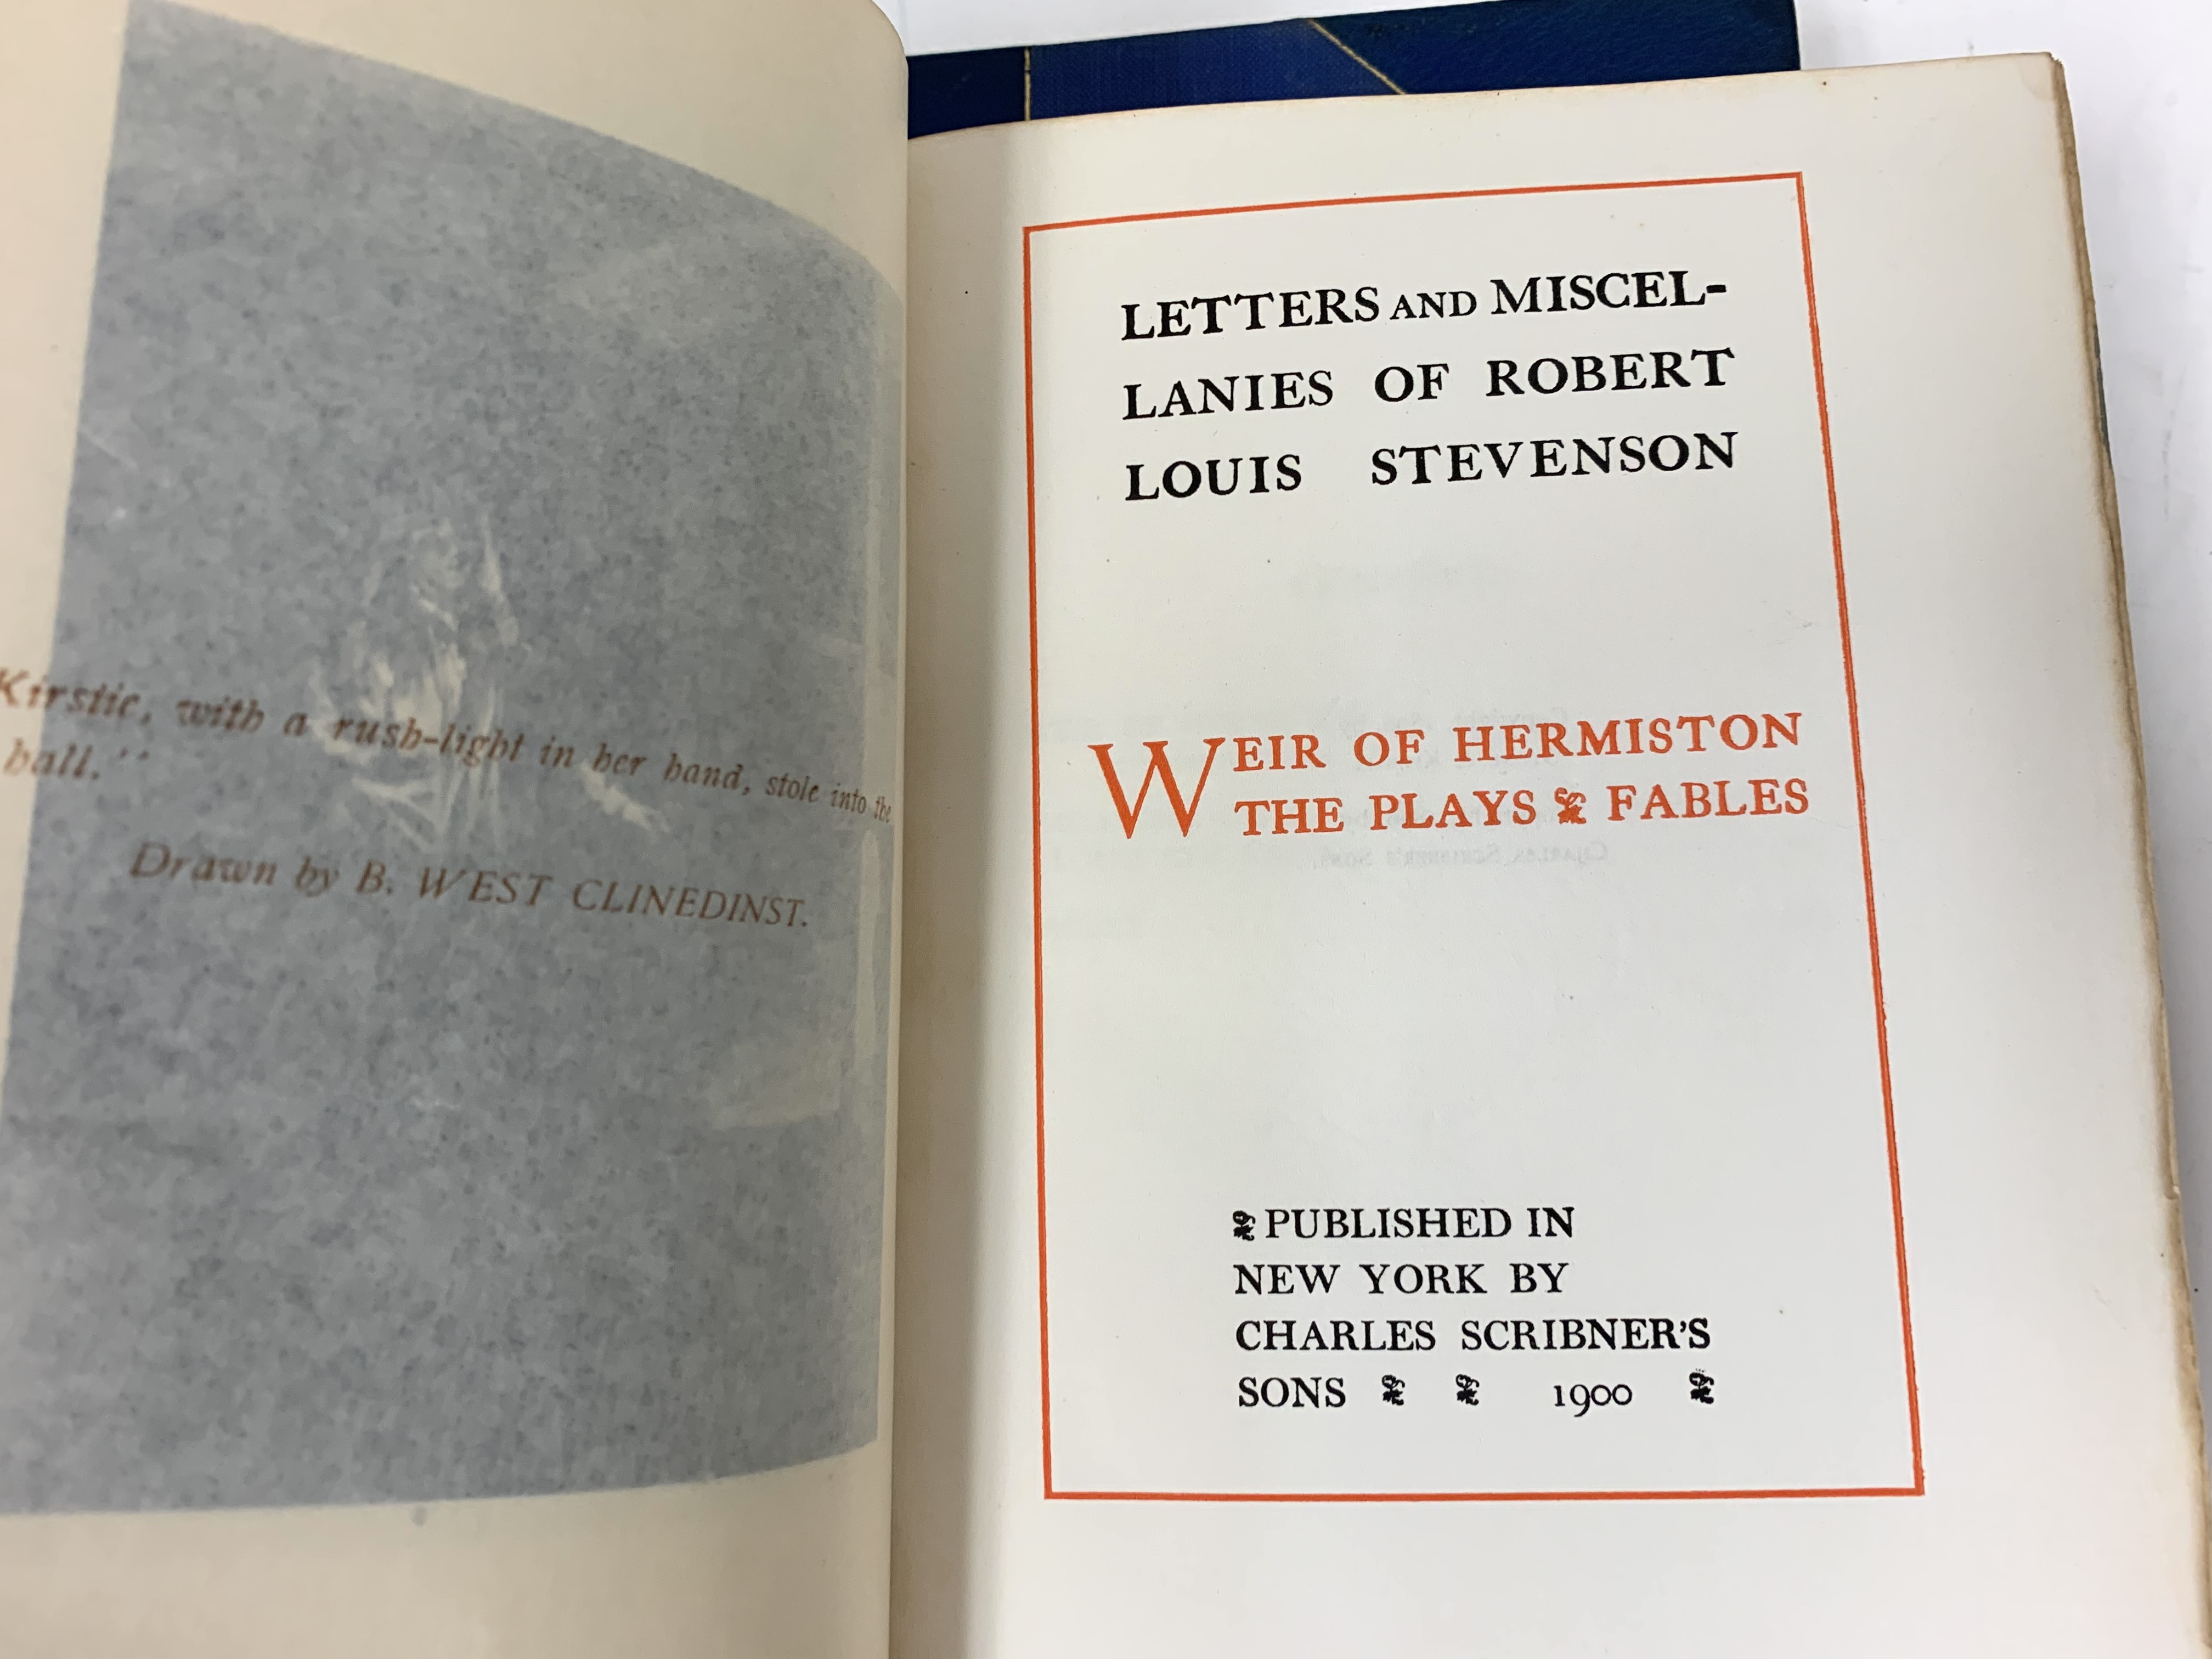 Kirstie, with a rush-light in her hand, stole into the
hall.''
Drawn by B. WEST CLINEDINST.
LETTERS AND MISCEL-
LANIES OF ROBERT
LOUIS STEVENSON
WEIR OF HERMISTON
THE PLAYS FABLES
PUBLISHED IN
NEW YORK BY
CHARLES SCRIBNER'S
SONS 1900